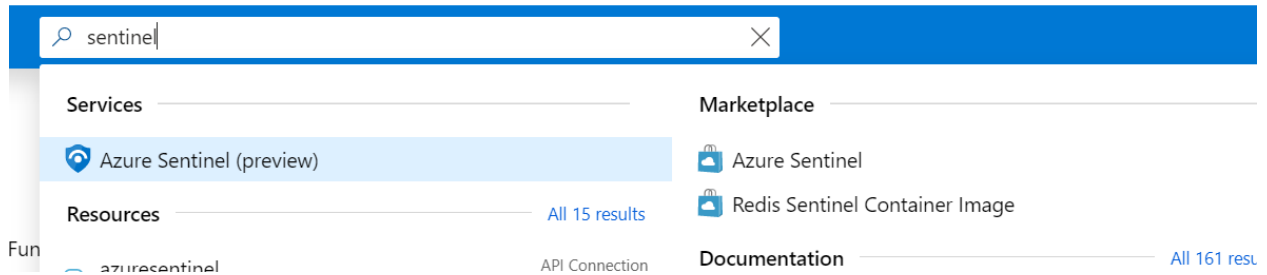 sentinel
Services
Azure Sentinel (preview)
Resources All 15 results
azuresentinel API Connection
Marketplace
Azure Sentinel
Redis Sentinel Container Image
Documentation All 161 resu
Fun